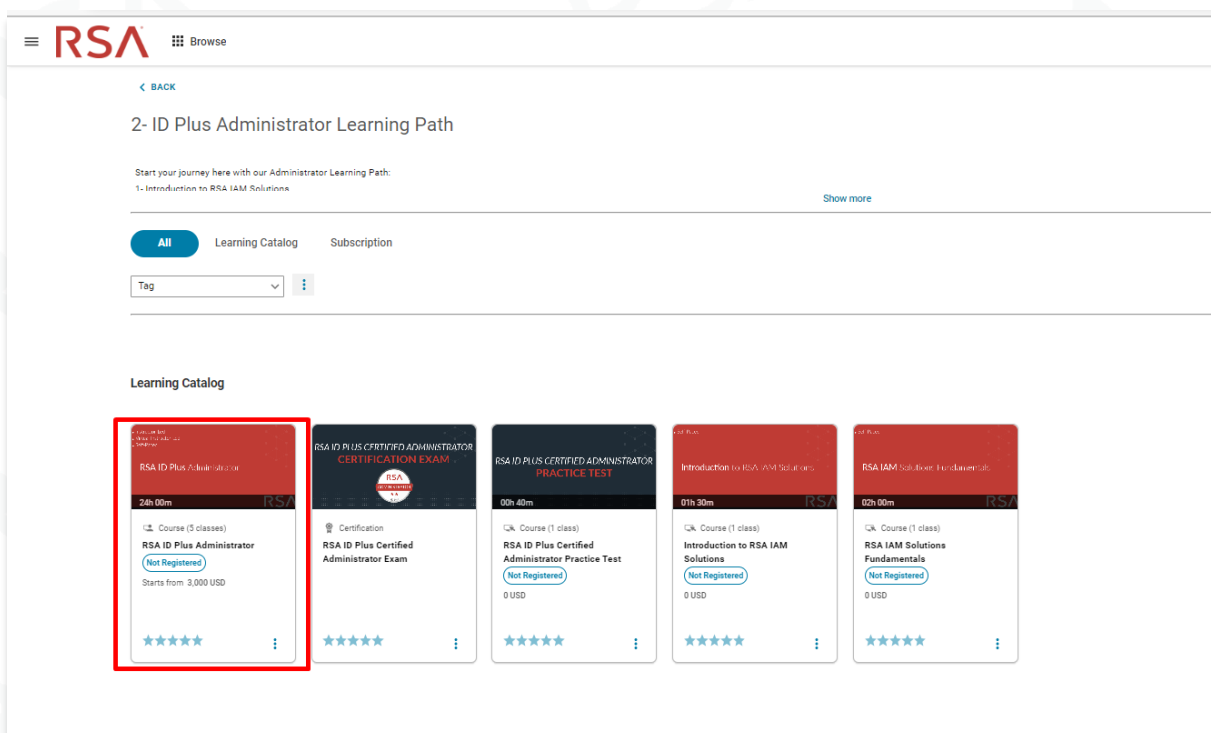 RSA
Browse
BACK
2- ID Plus Administrator Learning Path
Start your journey here with our Administrator Learning Path:
1- Introduction to RSA IAM Solutions
Show more
All Learning Catalog Subscription
Tag
Learning Catalog
RSA ID Plus Administrator
24h 00m
RSA
Course (5 classes)
RSA ID Plus Administrator
Not Registered
Starts from 3,000 USD
RSA ID PLUS CERTIFIED ADMINISTRATOR
CERTIFICATION EXAM
RSA
Certification
RSA ID Plus Certified
Administrator Exam
RSA ID PLUS CERTIFIED ADMINISTRATOR
PRACTICE TEST
00h 40m
Course (1 class)
RSA ID Plus Certified
Administrator Practice Test
Not Registered
0 USD
Introduction to RSA IAM Solutions
01h 30m
RSA
Course (1 class)
Introduction to RSA IAM
Solutions
Not Registered
0 USD
RSA IAM Solutions Fundamentals
02h 00m
RSA
Course (1 class)
RSA IAM Solutions
Fundamentals
Not Registered
0 USD